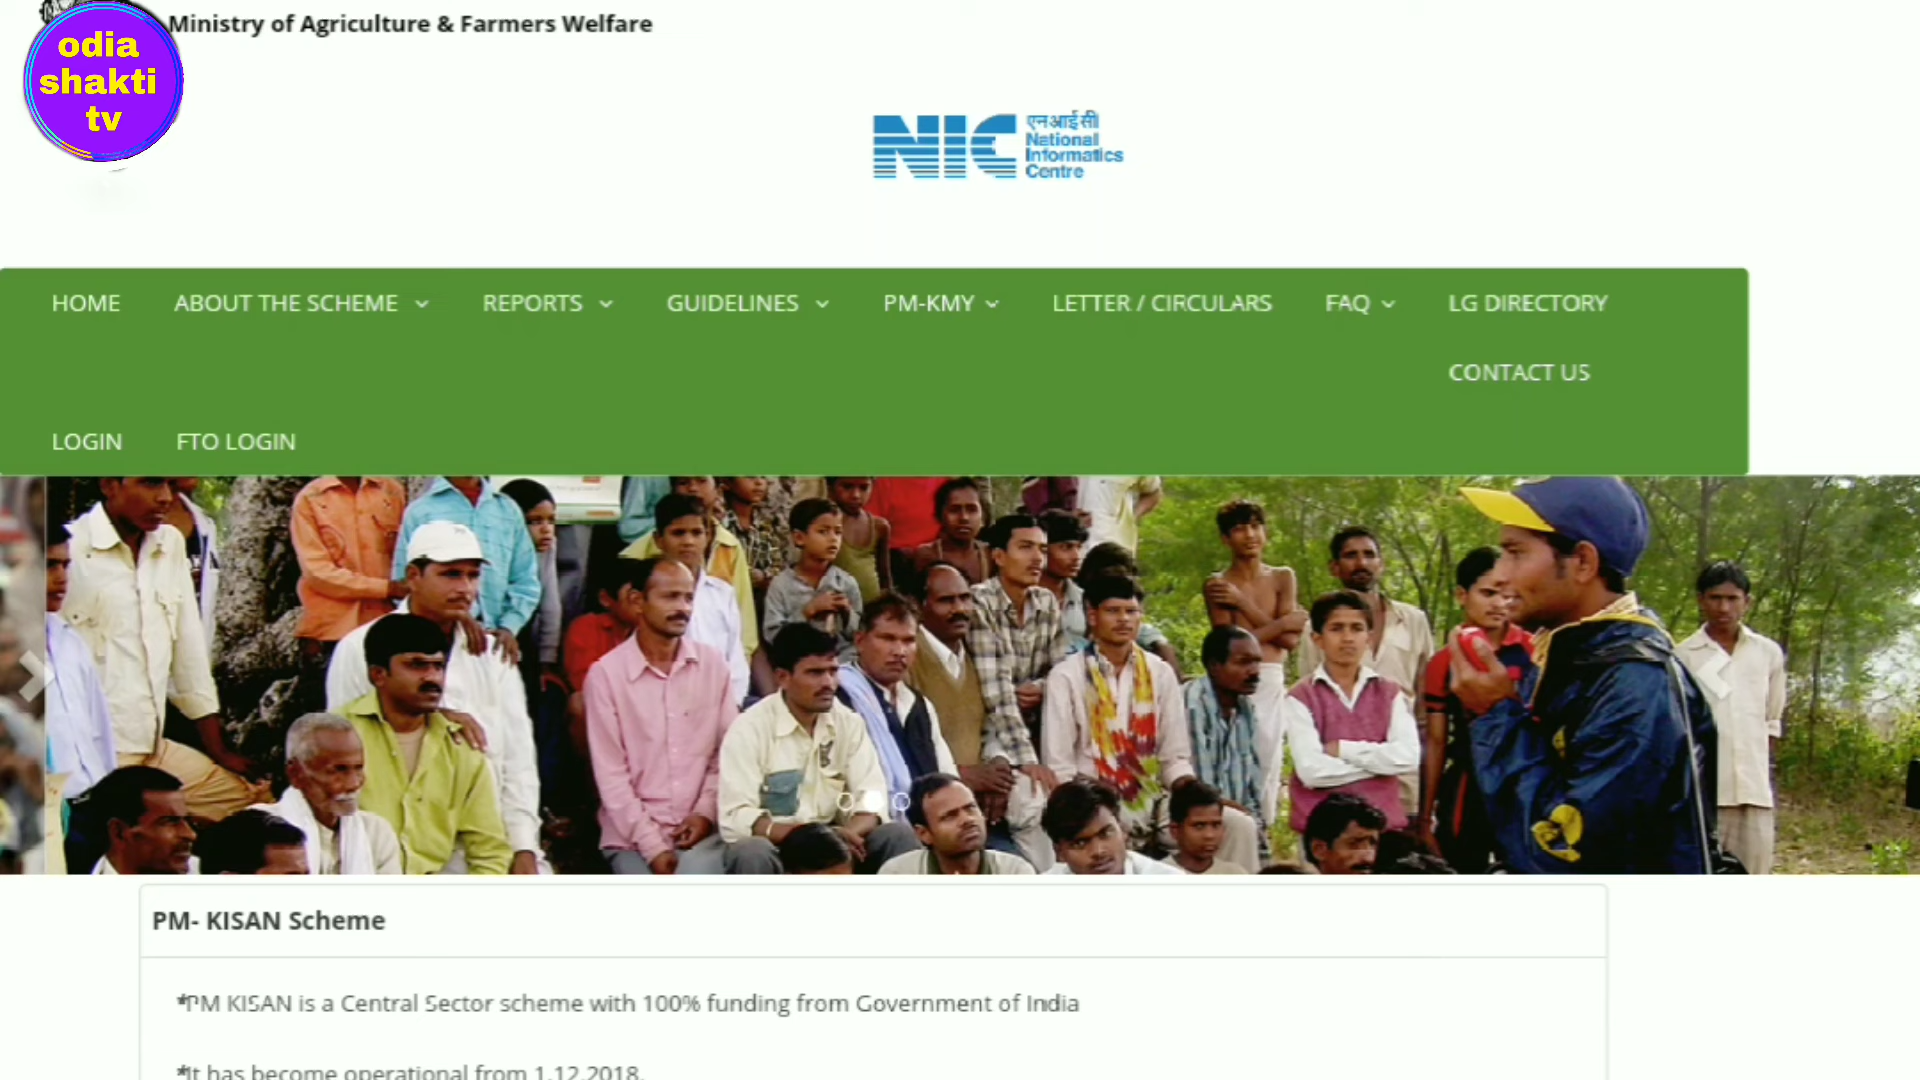 Ministry of Agriculture & Farmers Welfare
odia
shakti
tv
NIC
एनआईसी
National
Informatics
Centre
HOME ABOUT THE SCHEME REPORTS GUIDELINES PM-KMY LETTER / CIRCULARS FAQ LG DIRECTORY
CONTACT US
LOGIN FTO LOGIN
PM- KISAN Scheme
*PM KISAN is a Central Sector scheme with 100% funding from Government of India
*It has become operational from 1.12.2018.